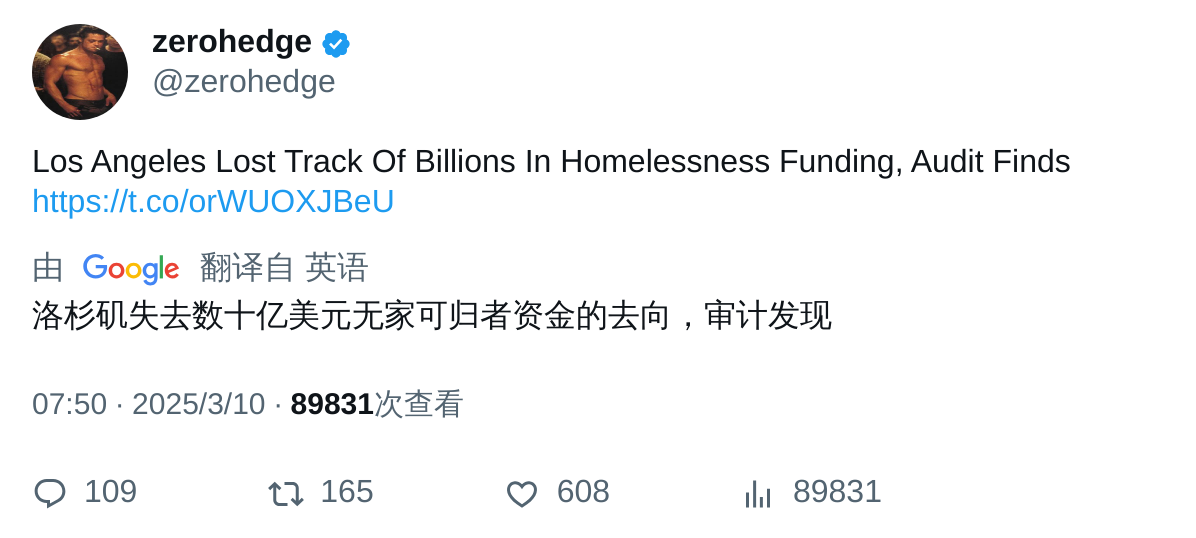 zerohedge
@zerohedge
Los Angeles Lost Track Of Billions In Homelessness Funding, Audit Finds
https://t.co/orWUOXJBeU
由 Google 翻译自 英语
洛杉矶失去数十亿美元无家可归者资金的去向，审计发现
07:50 · 2025/3/10 · 89831次查看
109 165 608 89831